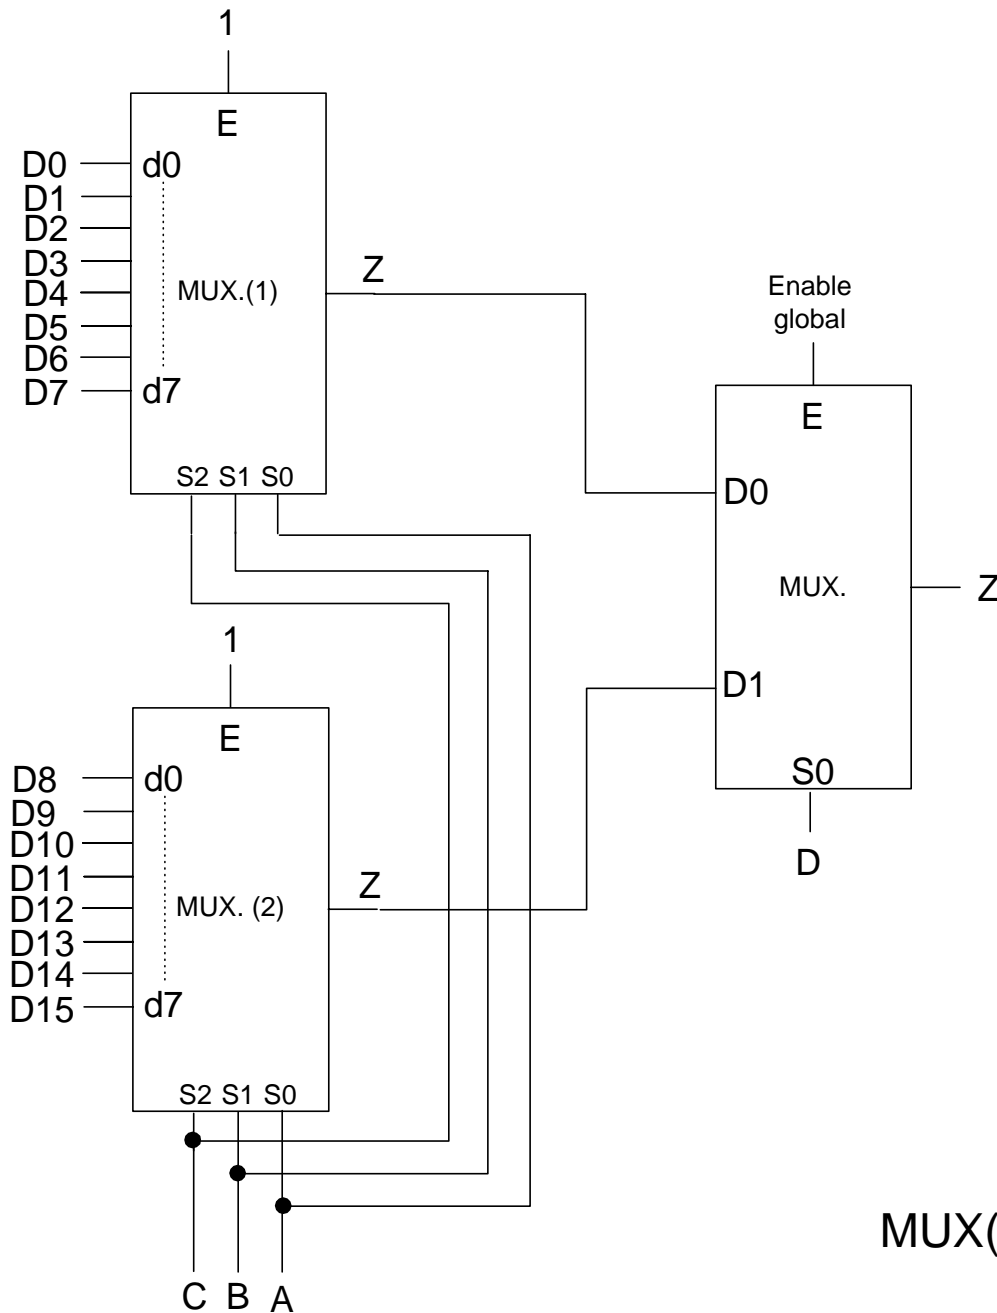 1
E
D0
d0
D1
D2
D3
D4
D5
D6
D7
d7
MUX.(1)
Z
S2 S1 S0
Enable
global
E
D0
MUX.
Z
D1
S0
D
1
E
D8
d0
D9
D10
D11
D12
D13
D14
D15
d7
MUX. (2)
Z
S2 S1 S0
C B A
MUX(